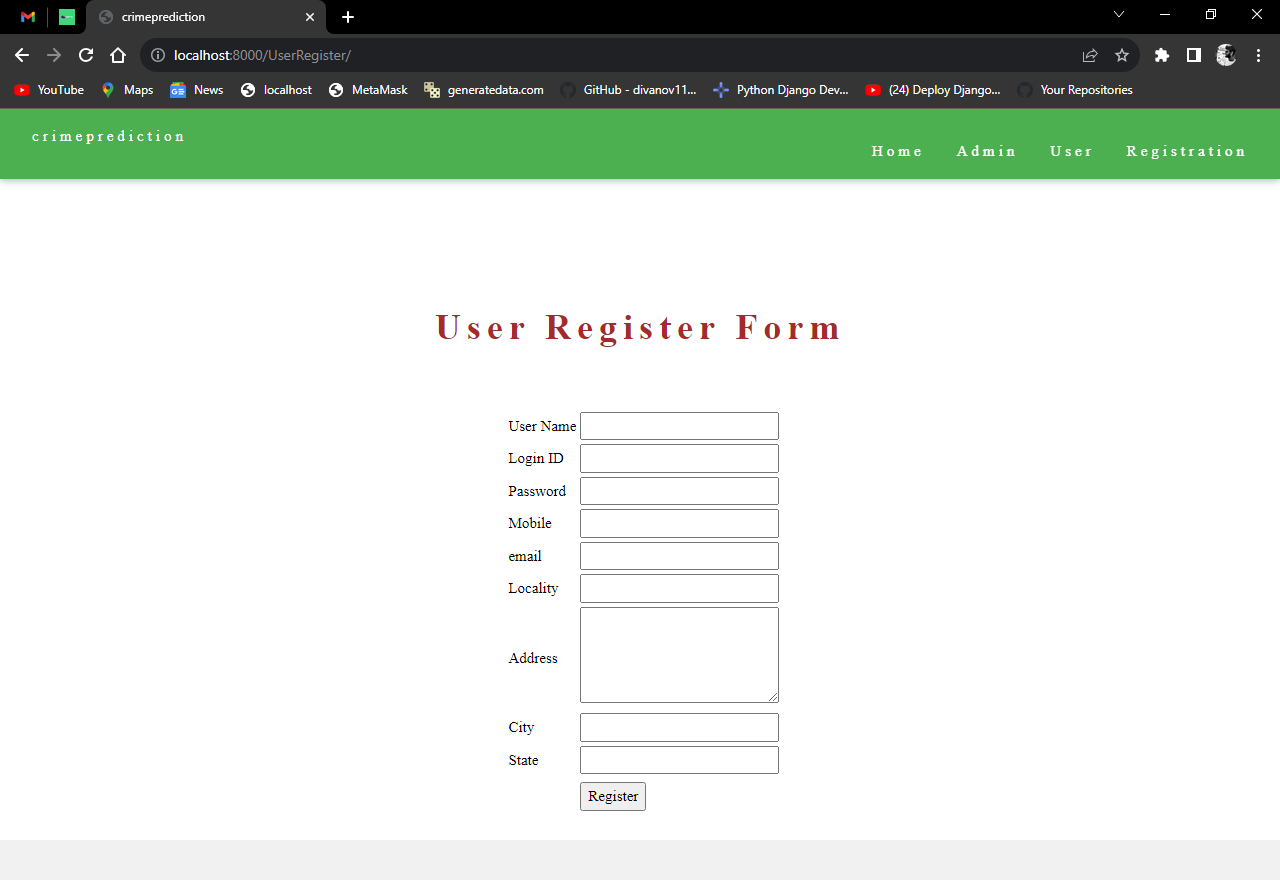 crimeprediction
localhost:8000/UserRegister/
YouTube Maps News localhost MetaMask generatedata.com GitHub - divanov11... Python Django Dev... (24) Deploy Django... Your Repositories
crimeprediction
Home Admin User Registration
User Register Form
User Name
Login ID
Password
Mobile
email
Locality
Address
City
State
Register